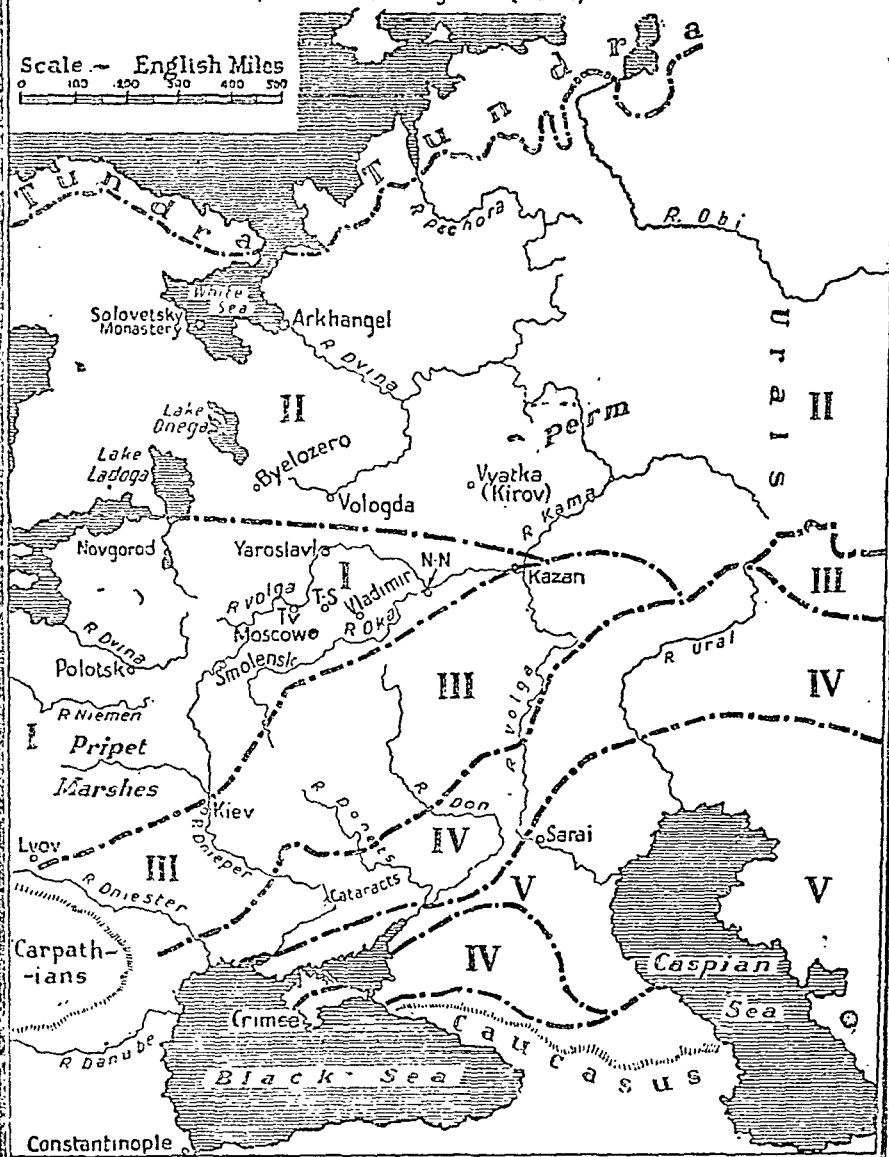 Scale ~ English Miles
0 100 200 300 400 500
Tundra
Tundra
R Pechora
R. Obi
White Sea
Solovetsky Monastery
Arkhangel
R Dvina
Urals
II
II
Lake Onega
Perm
Lake Ladoga
Byelozero
Vyatka (Kirov)
Vologda
R Kama
Novgorod
Yaroslavl
N-N
I
Kazan
III
R Volga
T-S
Vladimir
Tv
Moscow
R Oka
R Dvina
Smolensk
Polotsk
R Ural
R Volga
III
IV
R Niemen
I
Pripet
Marshes
R Don
Kiev
R Donets
Lvov
R Dnieper
IV
Sarai
III
Cataracts
V
V
R Dniester
Carpath-
-ians
IV
Caspian
Sea
Crimea
Caucasus
R Danube
Black Sea
Constantinople